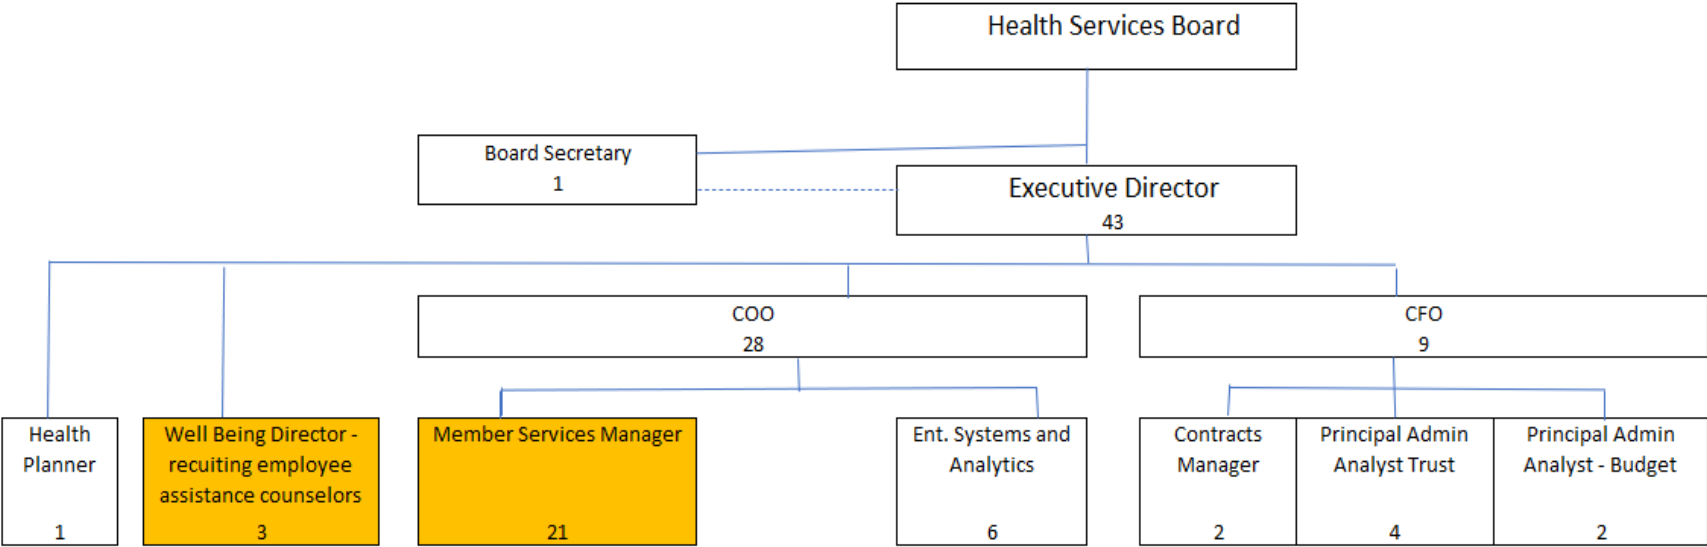 Health Services Board
Board Secretary
1
Executive Director
43
COO
28
CFO
9
Health
Planner
1
Well Being Director -
recuiting employee
assistance counselors
3
Member Services Manager
21
Ent. Systems and
Analytics
6
Contracts
Manager
2
Principal Admin
Analyst Trust
4
Principal Admin
Analyst - Budget
2